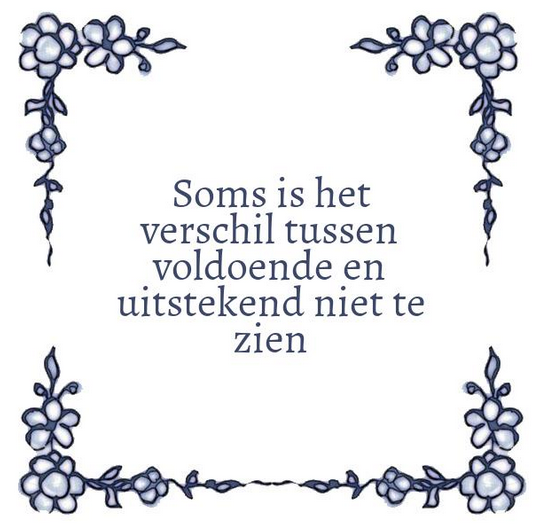 Soms is het
verschil tussen
voldoende en
uitstekend niet te
zien